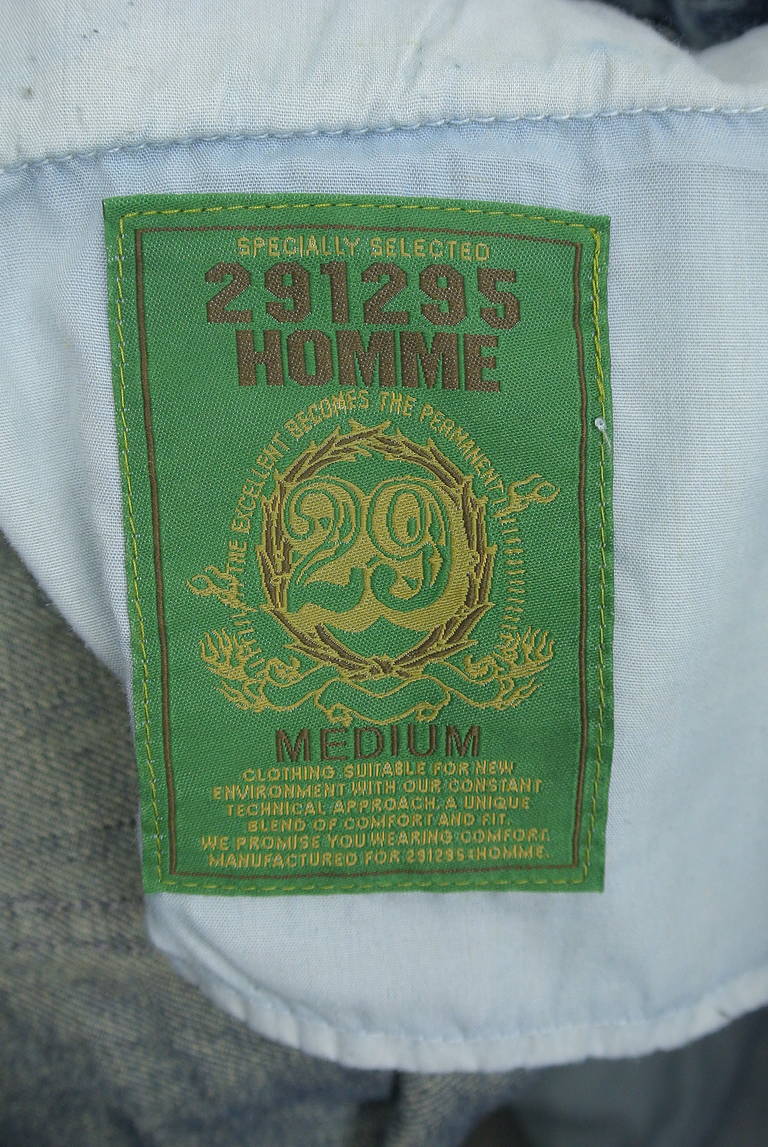 SPECIALLY SELECTED
291295
HOMME
THE EXCELLENT BECOMES THE PERMANENT
29
MEDIUM
CLOTHING SUITABLE FOR NEW
ENVIRONMENT WITH OUR CONSTANT
TECHNICAL APPROACH. A UNIQUE
BLEND OF COMFORT AND FIT.
WE PROMISE YOU WEARING COMFORT.
MANUFACTURED FOR 291295=HOMME.